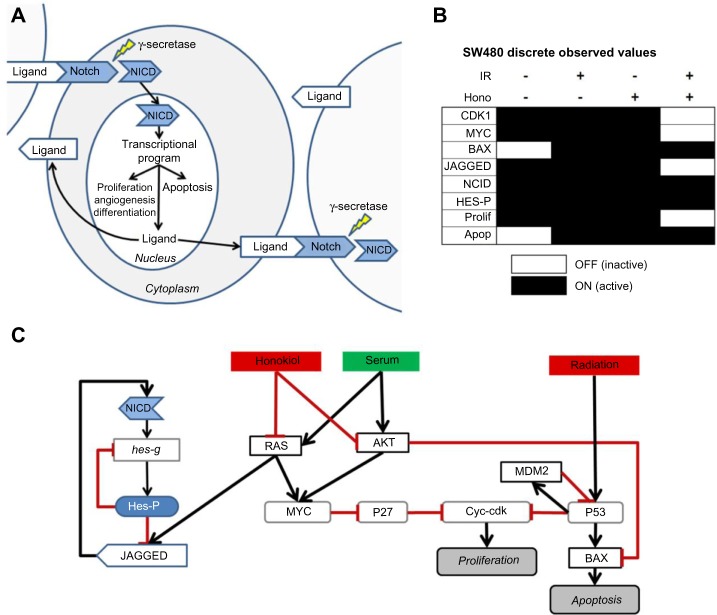 A
γ-secretase
Ligand Notch NICD
NICD
Transcriptional
program
Proliferation
angiogenesis
differentiation
Apoptosis
Ligand
Ligand
Nucleus
Cytoplasm
Ligand
γ-secretase
Ligand Notch NICD
B
SW480 discrete observed values
IR - + - +
Hono - - + +
CDK1
MYC
BAX
JAGGED
NCID
HES-P
Prolif
Apop
OFF (inactive)
ON (active)
C
Honokiol Serum Radiation
NICD
hes-g
Hes-P
JAGGED
RAS AKT
MDM2
MYC P27 Cyc-cdk P53
Proliferation
BAX
Apoptosis